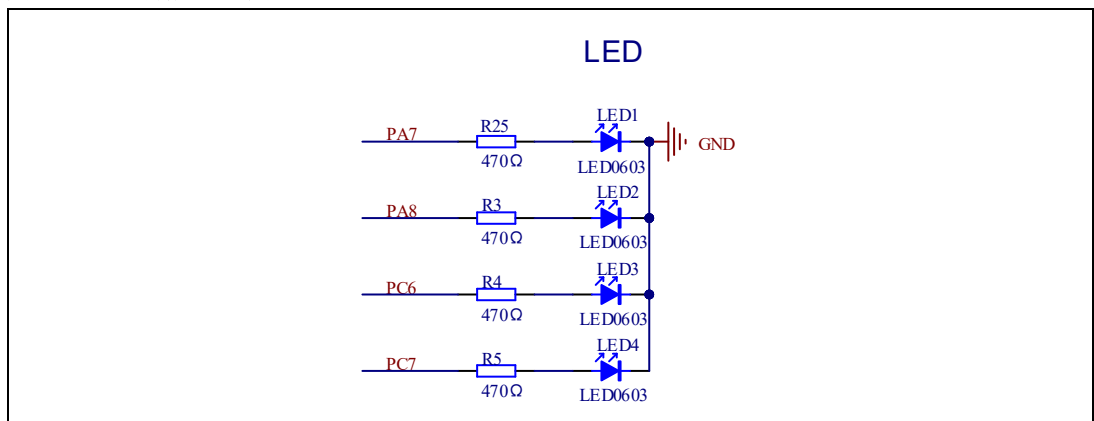 LED
LED1
PA7 R25
GND
470Ω LED0603
LED2
PA8 R3
470Ω LED0603
LED3
PC6 R4
470Ω LED0603
LED4
PC7 R5
470Ω LED0603